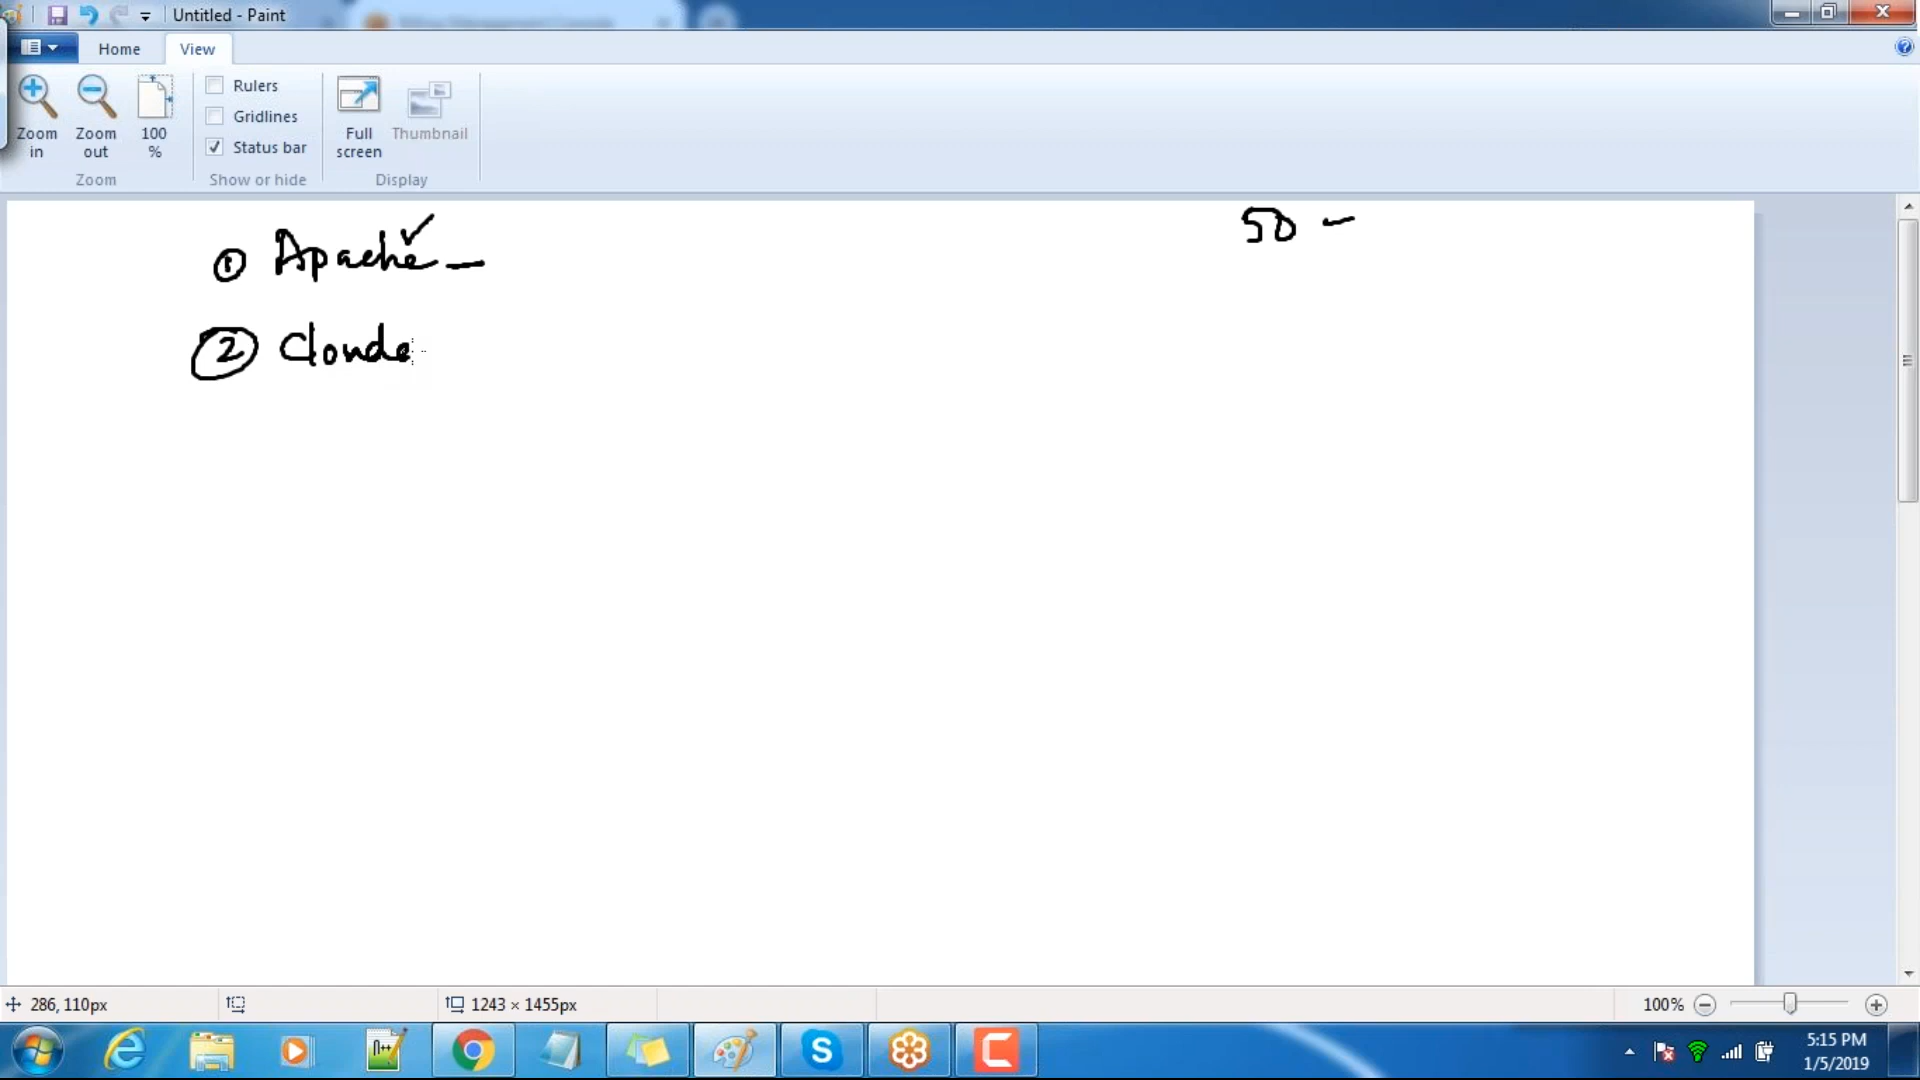 Untitled - Paint
Home View
Zoom in
Zoom out
100 %
Rulers
Gridlines
Status bar
Full screen
Thumbnail
Zoom
Show or hide
Display
① Apache ✓ —
50 -
② Cloude
286, 110px
1243 × 1455px
100%
5:15 PM
1/5/2019